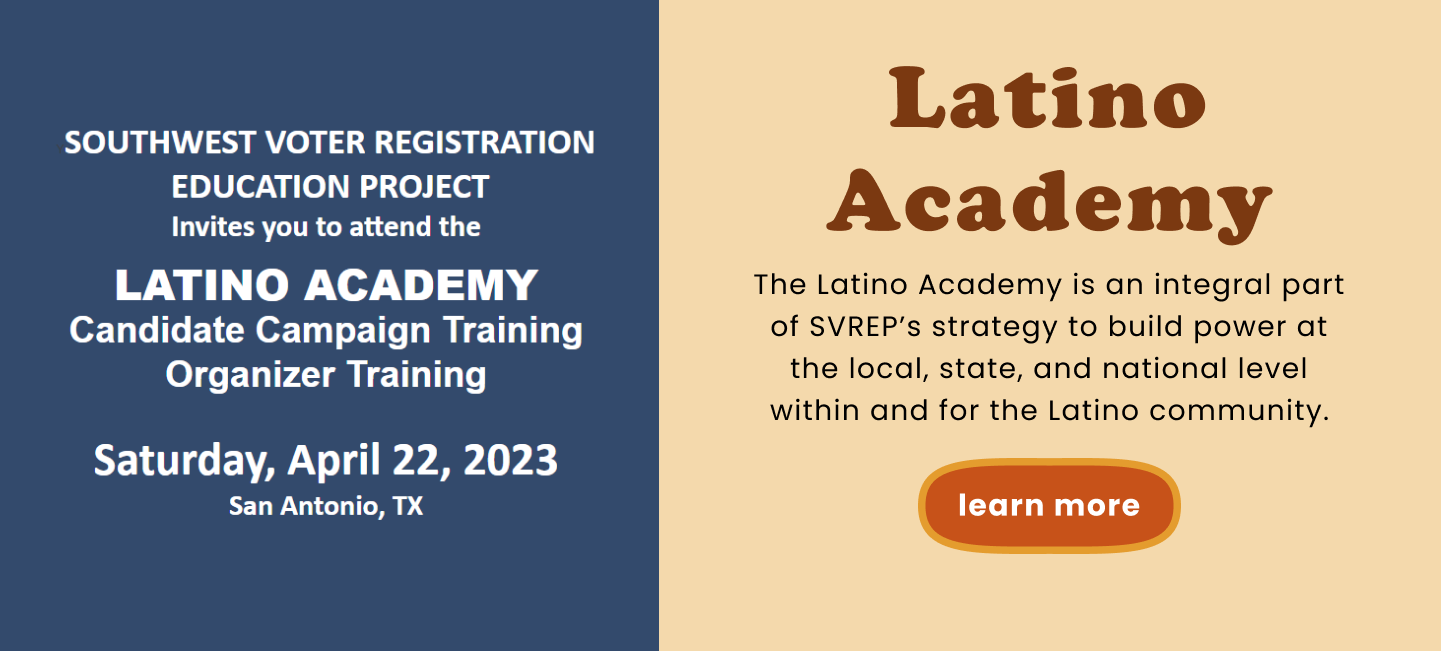 SOUTHWEST VOTER REGISTRATION
EDUCATION PROJECT
Invites you to attend the
LATINO ACADEMY
Candidate Campaign Training
Organizer Training
Saturday, April 22, 2023
San Antonio, TX
Latino
Academy
The Latino Academy is an integral part
of SVREP’s strategy to build power at
the local, state, and national level
within and for the Latino community.
learn more